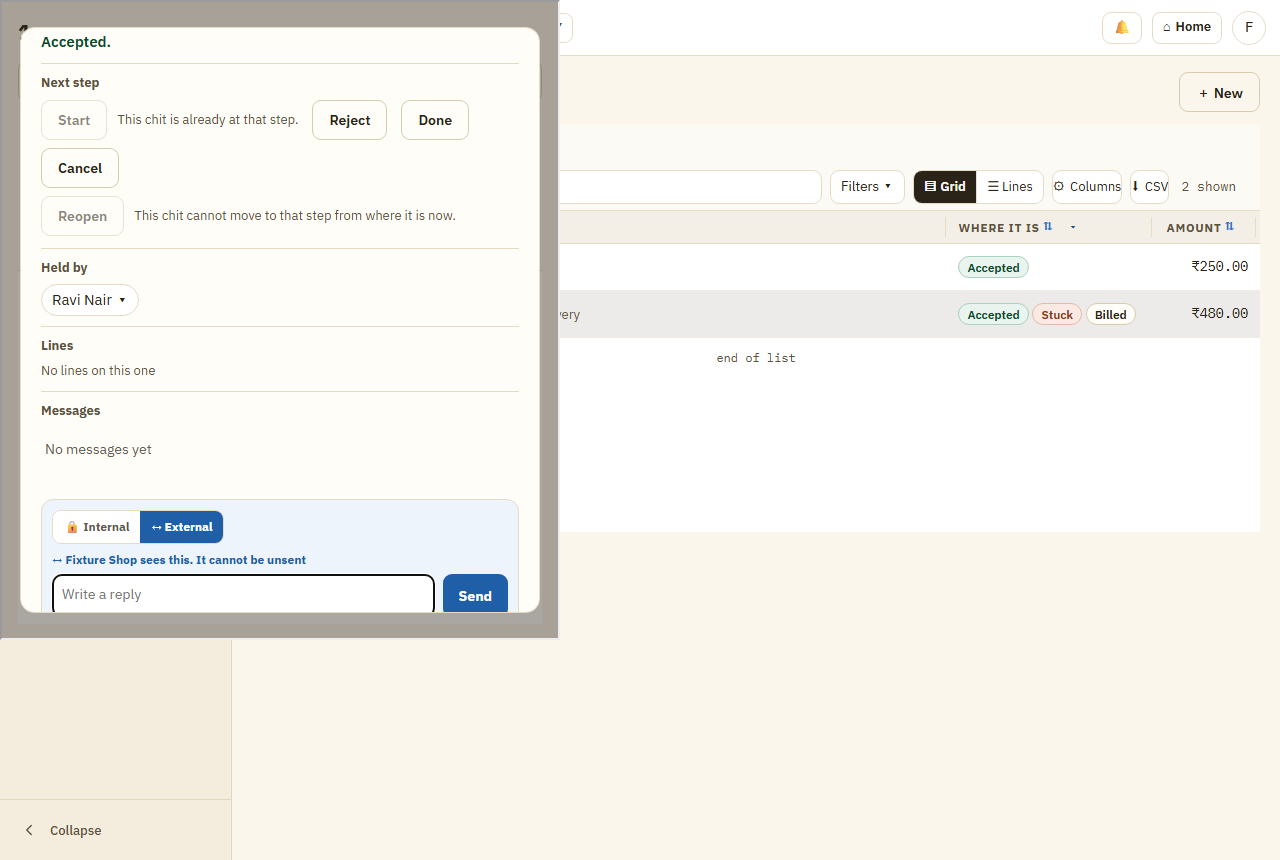 Accepted.
Next step
Start This chit is already at that step. Reject Done
Cancel
Reopen This chit cannot move to that step from where it is now.
Held by
Ravi Nair ▾
Lines
No lines on this one
Messages
No messages yet
🔒 Internal ↔ External
↔ Fixture Shop sees this. It cannot be unsent
Write a reply Send
Collapse
🔔 ⌂ Home F
+ New
Filters ▾ Grid ☰ Lines ⚙ Columns ⬇ CSV 2 shown
WHERE IT IS ⇅ AMOUNT ⇅
Accepted ₹250.00
Accepted Stuck Billed ₹480.00
end of list